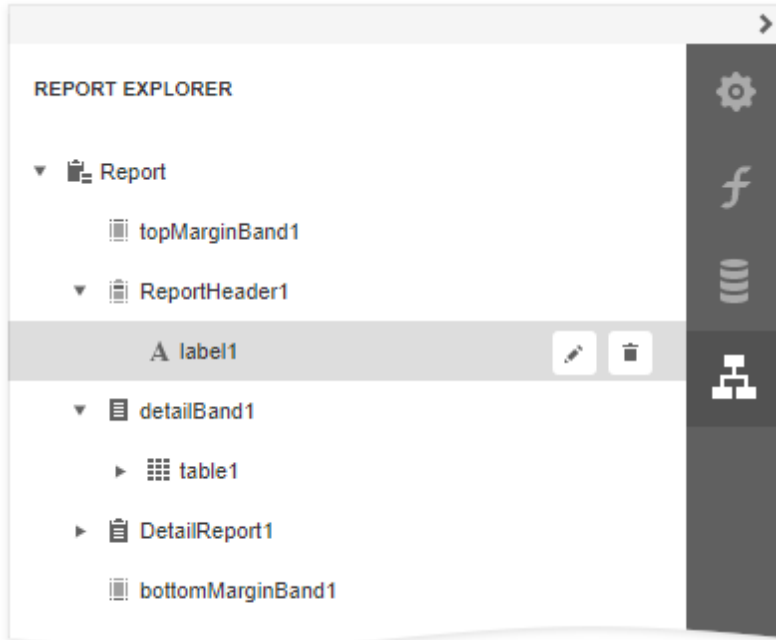 REPORT EXPLORER
Report
topMarginBand1
ReportHeader1
A label1
detailBand1
table1
DetailReport1
bottomMarginBand1